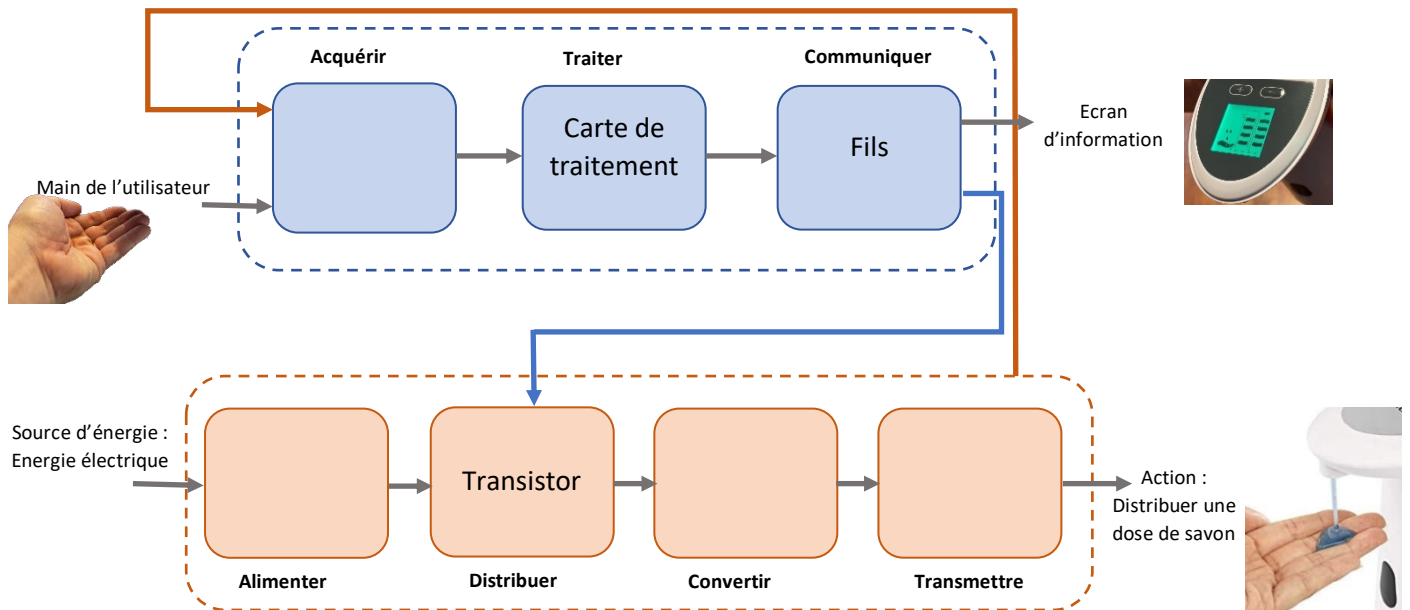 Acquérir
Traiter
Communiquer
Carte de
traitement
Fils
Ecran
d’information
Main de l’utilisateur
Source d’énergie :
Energie électrique
Transistor
Action :
Distribuer une
dose de savon
Alimenter
Distribuer
Convertir
Transmettre